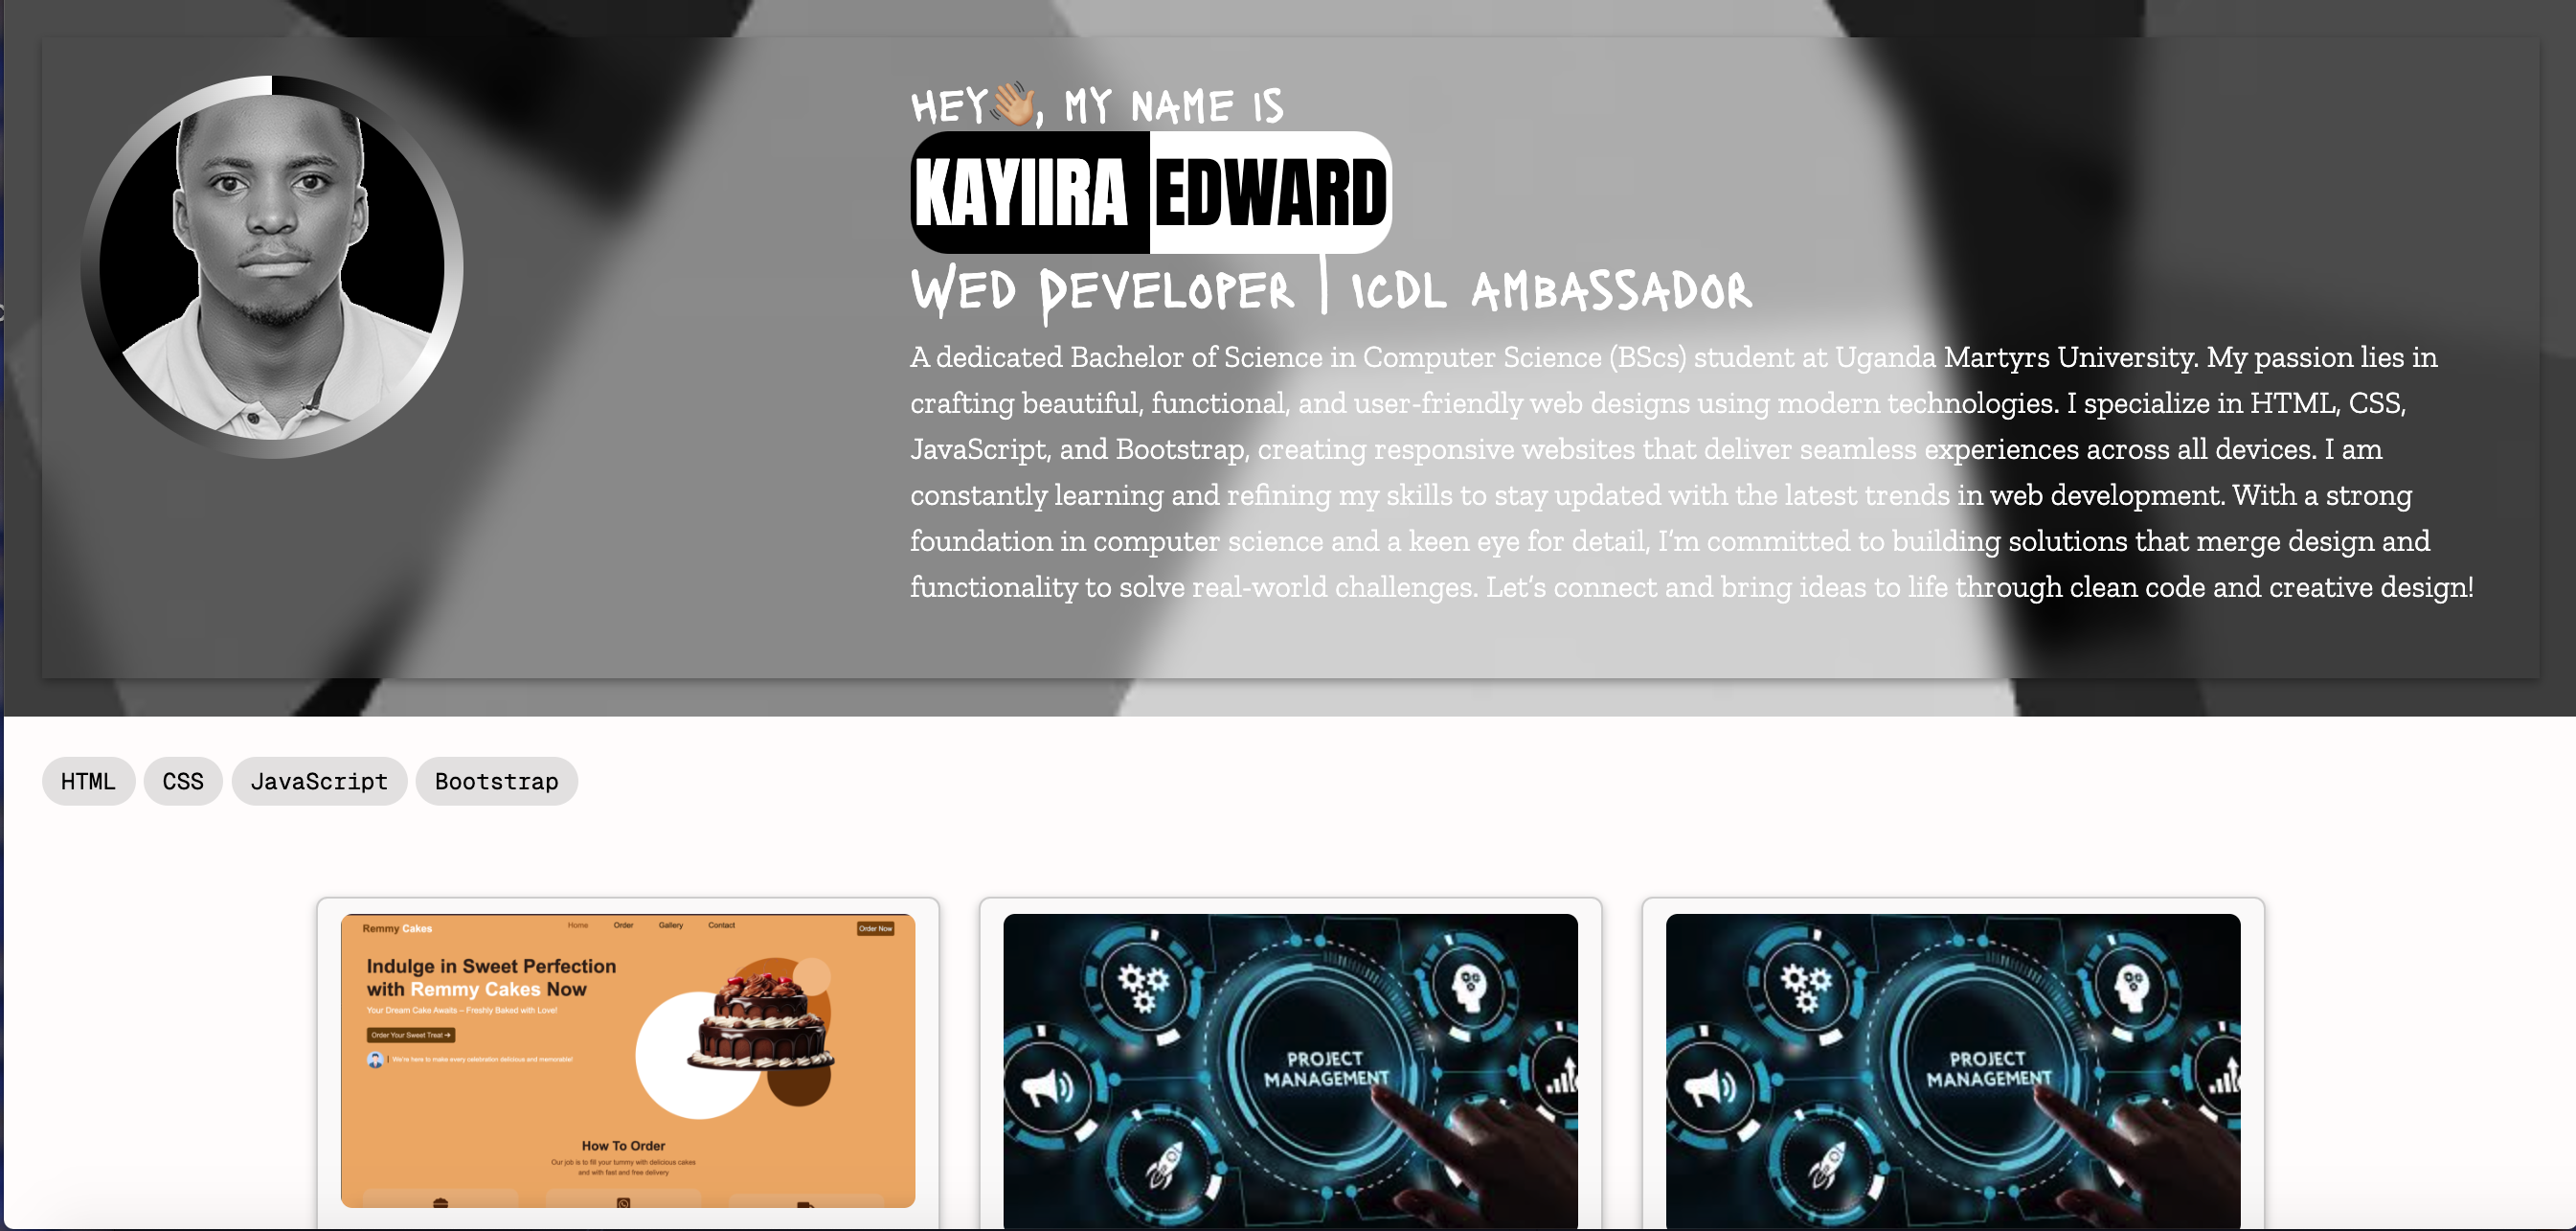 HEY👋🏼, MY NAME IS
KAYIIRA EDWARD
WED DEVELOPER | ICDL AMBASSADOR
A dedicated Bachelor of Science in Computer Science (BScs) student at Uganda Martyrs University. My passion lies in
crafting beautiful, functional, and user-friendly web designs using modern technologies. I specialize in HTML, CSS,
JavaScript, and Bootstrap, creating responsive websites that deliver seamless experiences across all devices. I am
constantly learning and refining my skills to stay updated with the latest trends in web development. With a strong
foundation in computer science and a keen eye for detail, I’m committed to building solutions that merge design and
functionality to solve real-world challenges. Let’s connect and bring ideas to life through clean code and creative design!
HTML CSS JavaScript Bootstrap
Remmy Cakes Home Order Gallery Contact Order Now
Indulge in Sweet Perfection
with Remmy Cakes Now
Your Dream Cake Awaits – Freshly Baked with Love!
Order Your Sweet Treat →
| We're here to make every celebration delicious and memorable!
How To Order
Our job is to fill your tummy with delicious cakes
and with fast and free delivery
PROJECT
MANAGEMENT
PROJECT
MANAGEMENT